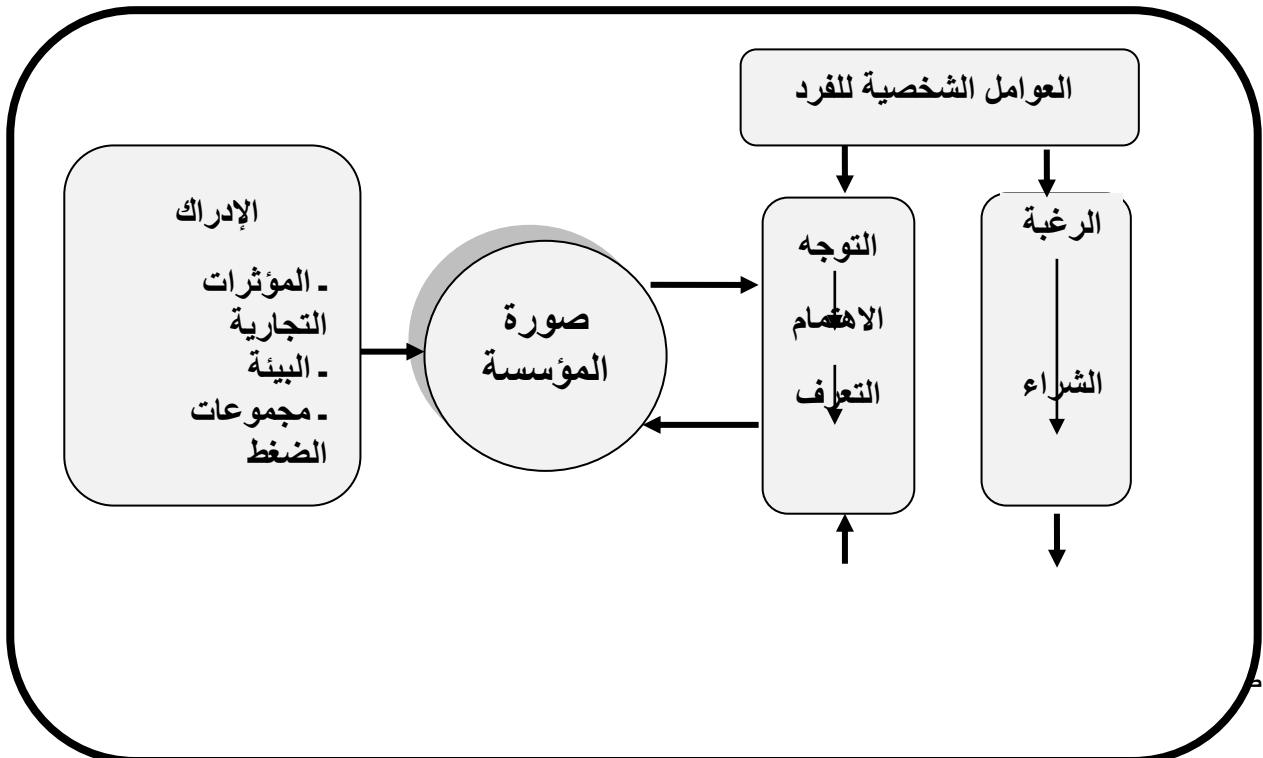 العوامل الشخصية للفرد
الرغبة
الشراء
التوجه
الاهتمام
التعرف
صورة
المؤسسة
الإدراك
ـ المؤثرات
التجارية
ـ البيئة
ـ مجموعات
الضغط